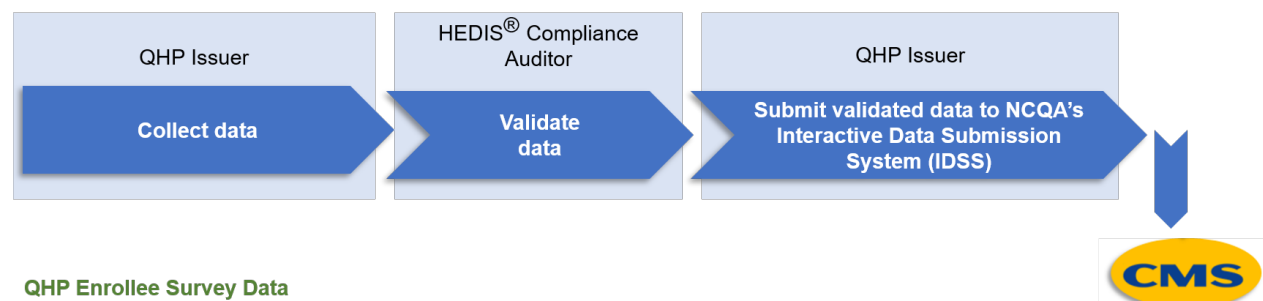 QHP Issuer
Collect data
HEDIS® Compliance
Auditor
Validate
data
QHP Issuer
Submit validated data to NCQA’s
Interactive Data Submission
System (IDSS)
CMS
QHP Enrollee Survey Data